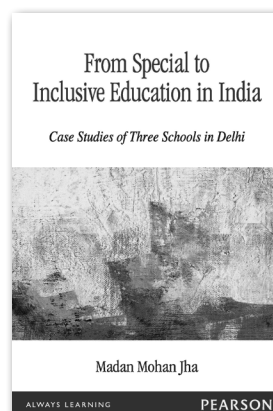 From Special to
Inclusive Education in India
Case Studies of Three Schools in Delhi
Madan Mohan Jha
ALWAYS LEARNING
PEARSON